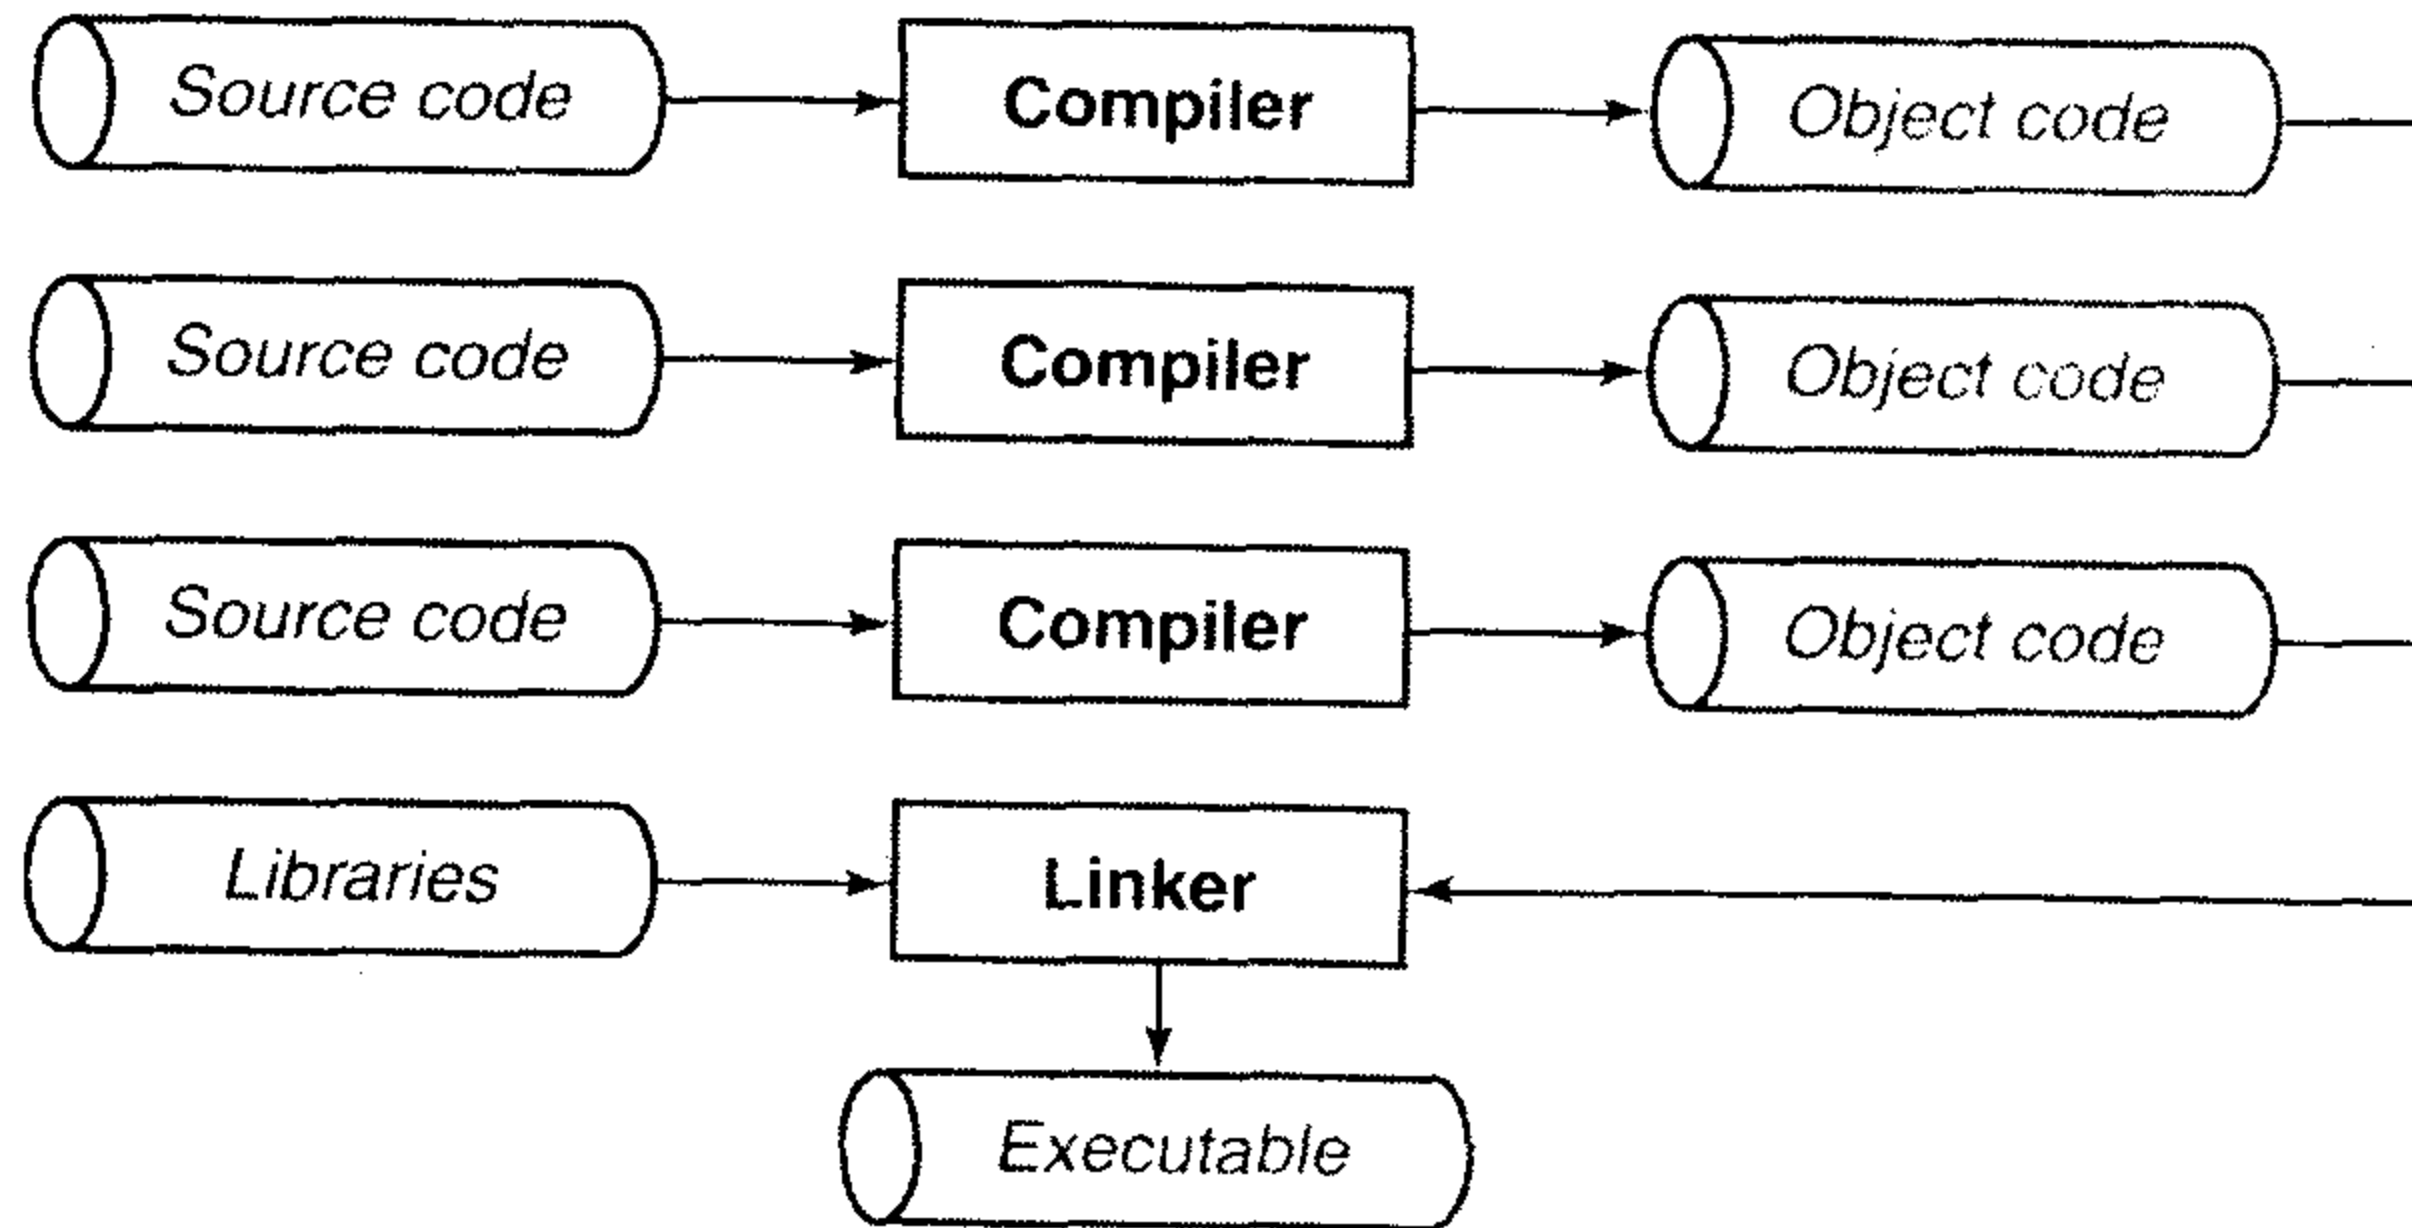 Source code
Compiler
Object code
Source code
Compiler
Object code
Source code
Compiler
Object code
Libraries
Linker
Executable